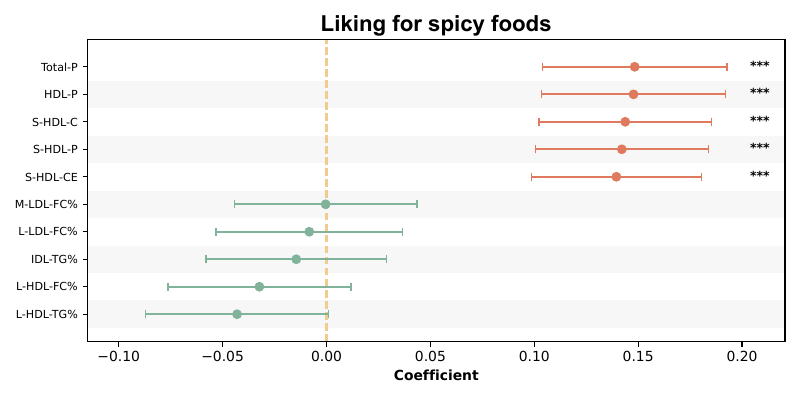 Liking for spicy foods
Total-P ***
HDL-P ***
S-HDL-C ***
S-HDL-P ***
S-HDL-CE ***
M-LDL-FC%
L-LDL-FC%
IDL-TG%
L-HDL-FC%
L-HDL-TG%
−0.10 −0.05 0.00 0.05 0.10 0.15 0.20
Coefficient